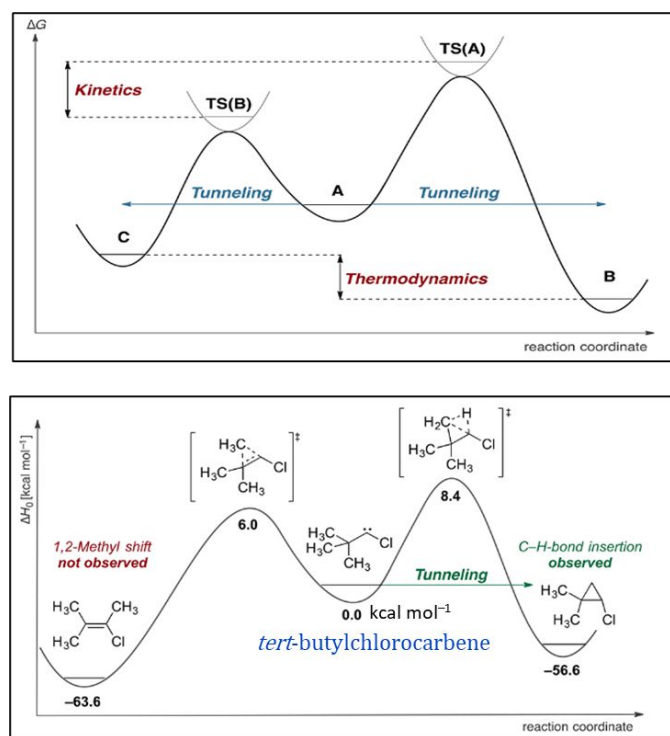 ΔG
TS(A)
Kinetics
TS(B)
A
Tunneling
Tunneling
C
B
Thermodynamics
reaction coordinate
ΔH₀ [kcal mol⁻¹]
H₃C
H₃C
CH₃
Cl
‡
6.0
H₂C
H
H₃C
CH₃
Cl
‡
8.4
1,2-Methyl shift
not observed
H₃C
H₃C
CH₃
Cl
C–H-bond insertion
observed
Tunneling
0.0 kcal mol⁻¹
tert-butylchlorocarbene
H₃C
CH₃
H₃C
Cl
H₃C
CH₃
Cl
–63.6
–56.6
reaction coordinate